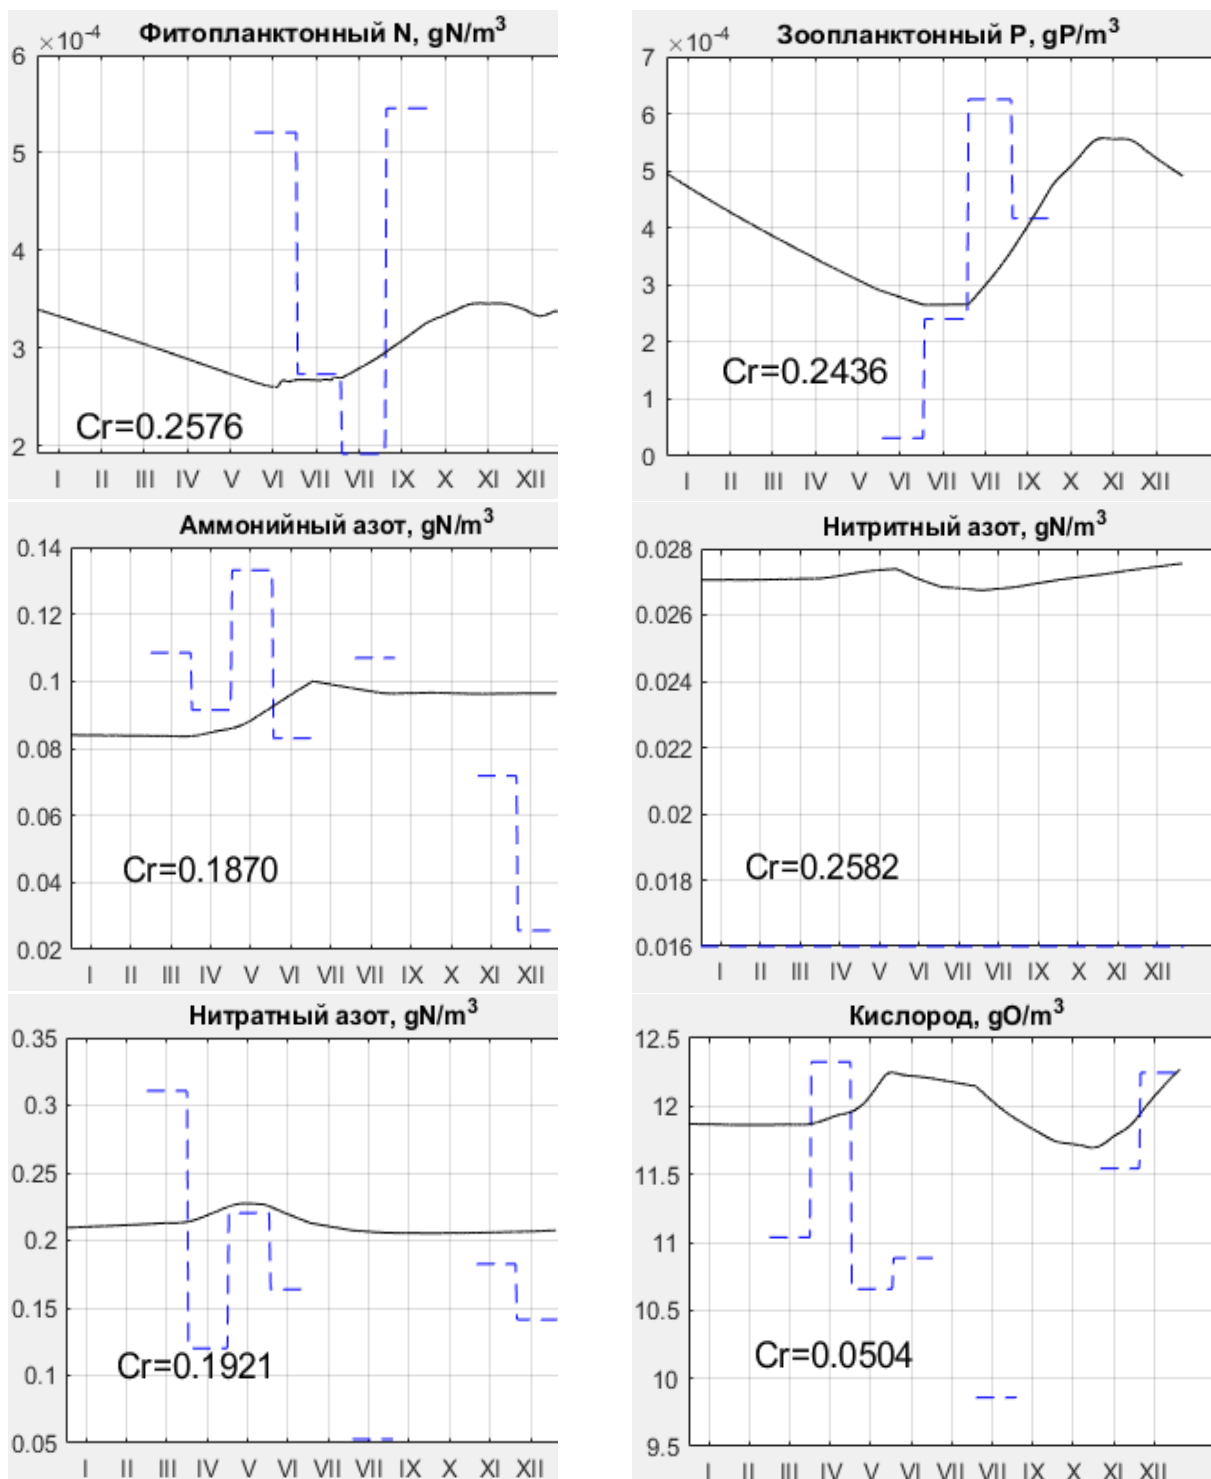 Фитопланктонный N, gN/m³
×10⁻⁴
6
5
4
3
2
Cr=0.2576
I II III IV V VI VII VII IX X XI XII
Зоопланктонный P, gP/m³
×10⁻⁴
7
6
5
4
3
2
1
0
Cr=0.2436
I II III IV V VI VII VII IX X XI XII
Аммонийный азот, gN/m³
0.14
0.12
0.1
0.08
0.06
0.04
0.02
Cr=0.1870
I II III IV V VI VII VII IX X XI XII
Нитритный азот, gN/m³
0.028
0.026
0.024
0.022
0.02
0.018
0.016
Cr=0.2582
I II III IV V VI VII VII IX X XI XII
Нитратный азот, gN/m³
0.35
0.3
0.25
0.2
0.15
0.1
0.05
Cr=0.1921
I II III IV V VI VII VII IX X XI XII
Кислород, gO/m³
12.5
12
11.5
11
10.5
10
9.5
Cr=0.0504
I II III IV V VI VII VII IX X XI XII